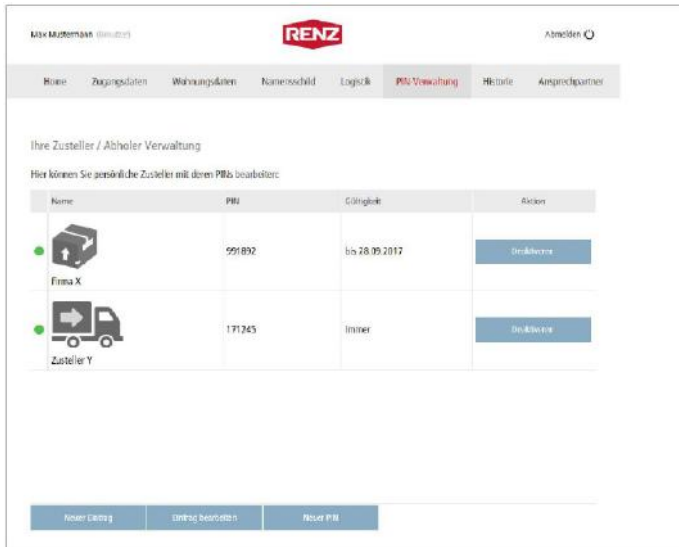 Max Mustermann (Benutzer)
RENZ
Abmelden
Home Zugangsdaten Wohnungsdaten Namensschild Logistik PIN-Verwaltung Historie Ansprechpartner
Ihre Zusteller / Abholer Verwaltung
Hier können Sie persönliche Zusteller mit deren PINs bearbeiten:
Name PIN Gültigkeit Aktion
991892 bis 28.09.2017 Deaktivieren
Firma X
171245 Immer Deaktivieren
Zusteller Y
Neuer Eintrag Eintrag bearbeiten Neuer PIN